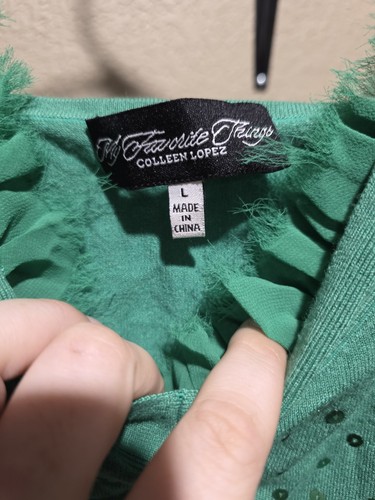 My Favorite Things
COLLEEN LOPEZ
L
MADE
IN
CHINA